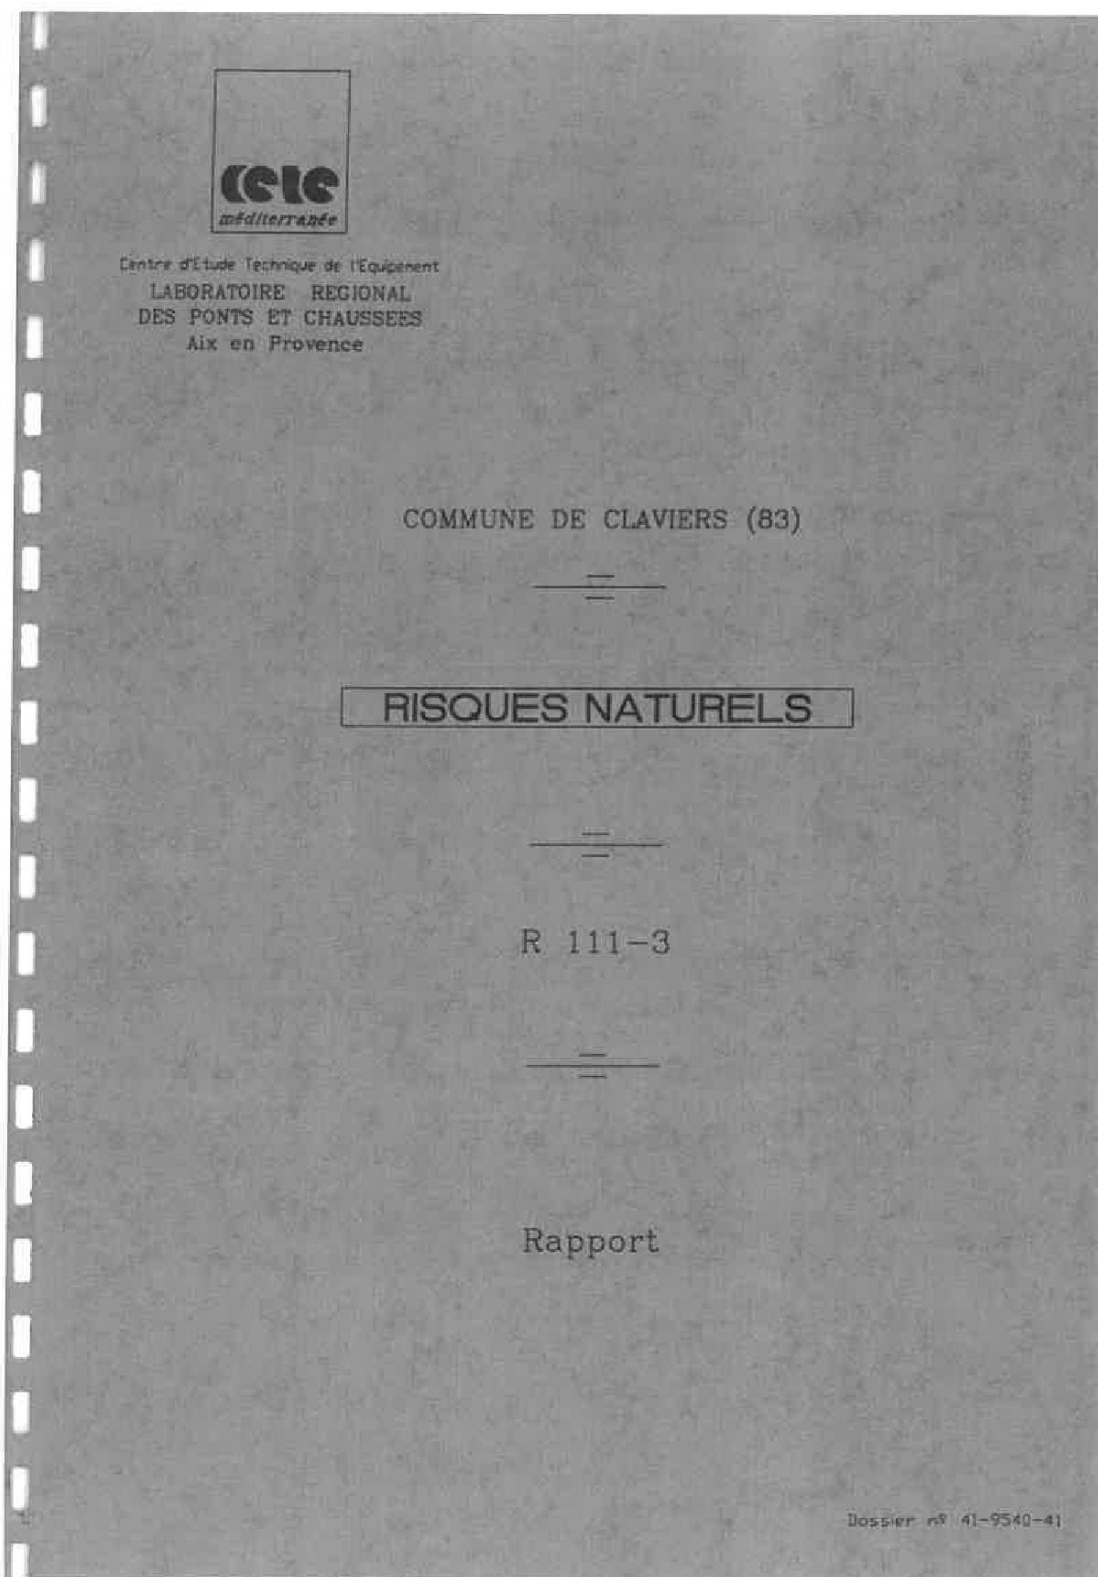 cete
méditerranée
Centre d'Etude Technique de l'Equipement
LABORATOIRE REGIONAL
DES PONTS ET CHAUSSEES
Aix en Provence
COMMUNE DE CLAVIERS (83)
RISQUES NATURELS
R 111-3
Rapport
Dossier n° 41-9540-41